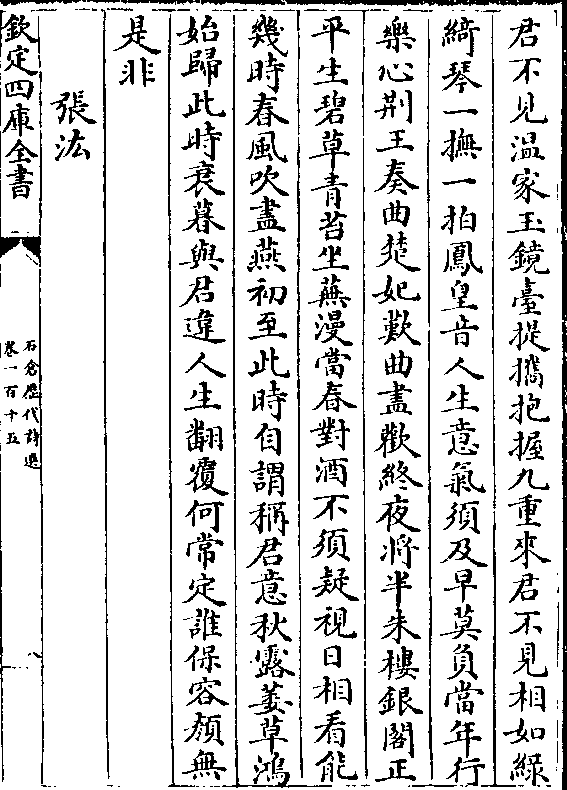 君不見溫家玉鏡臺提攜抱握九重來君不見相如緑
綺琴一撫一拍鳳皇音人生意氣須及早莫負當年行
樂心荆王奏曲楚妃歎曲盡歡終夜將半朱樓銀閣正
平生碧草青苔坐蕪漫當春對酒不須疑視日相看能
幾時春風吹盡燕初至此時自謂稱君意秋露萎草鴻
始歸此時衰暮與君違人生翻覆何常定誰保容顔無
是非
張汯
欽定四庫全書
石倉歷代詩選
卷一百十五
八